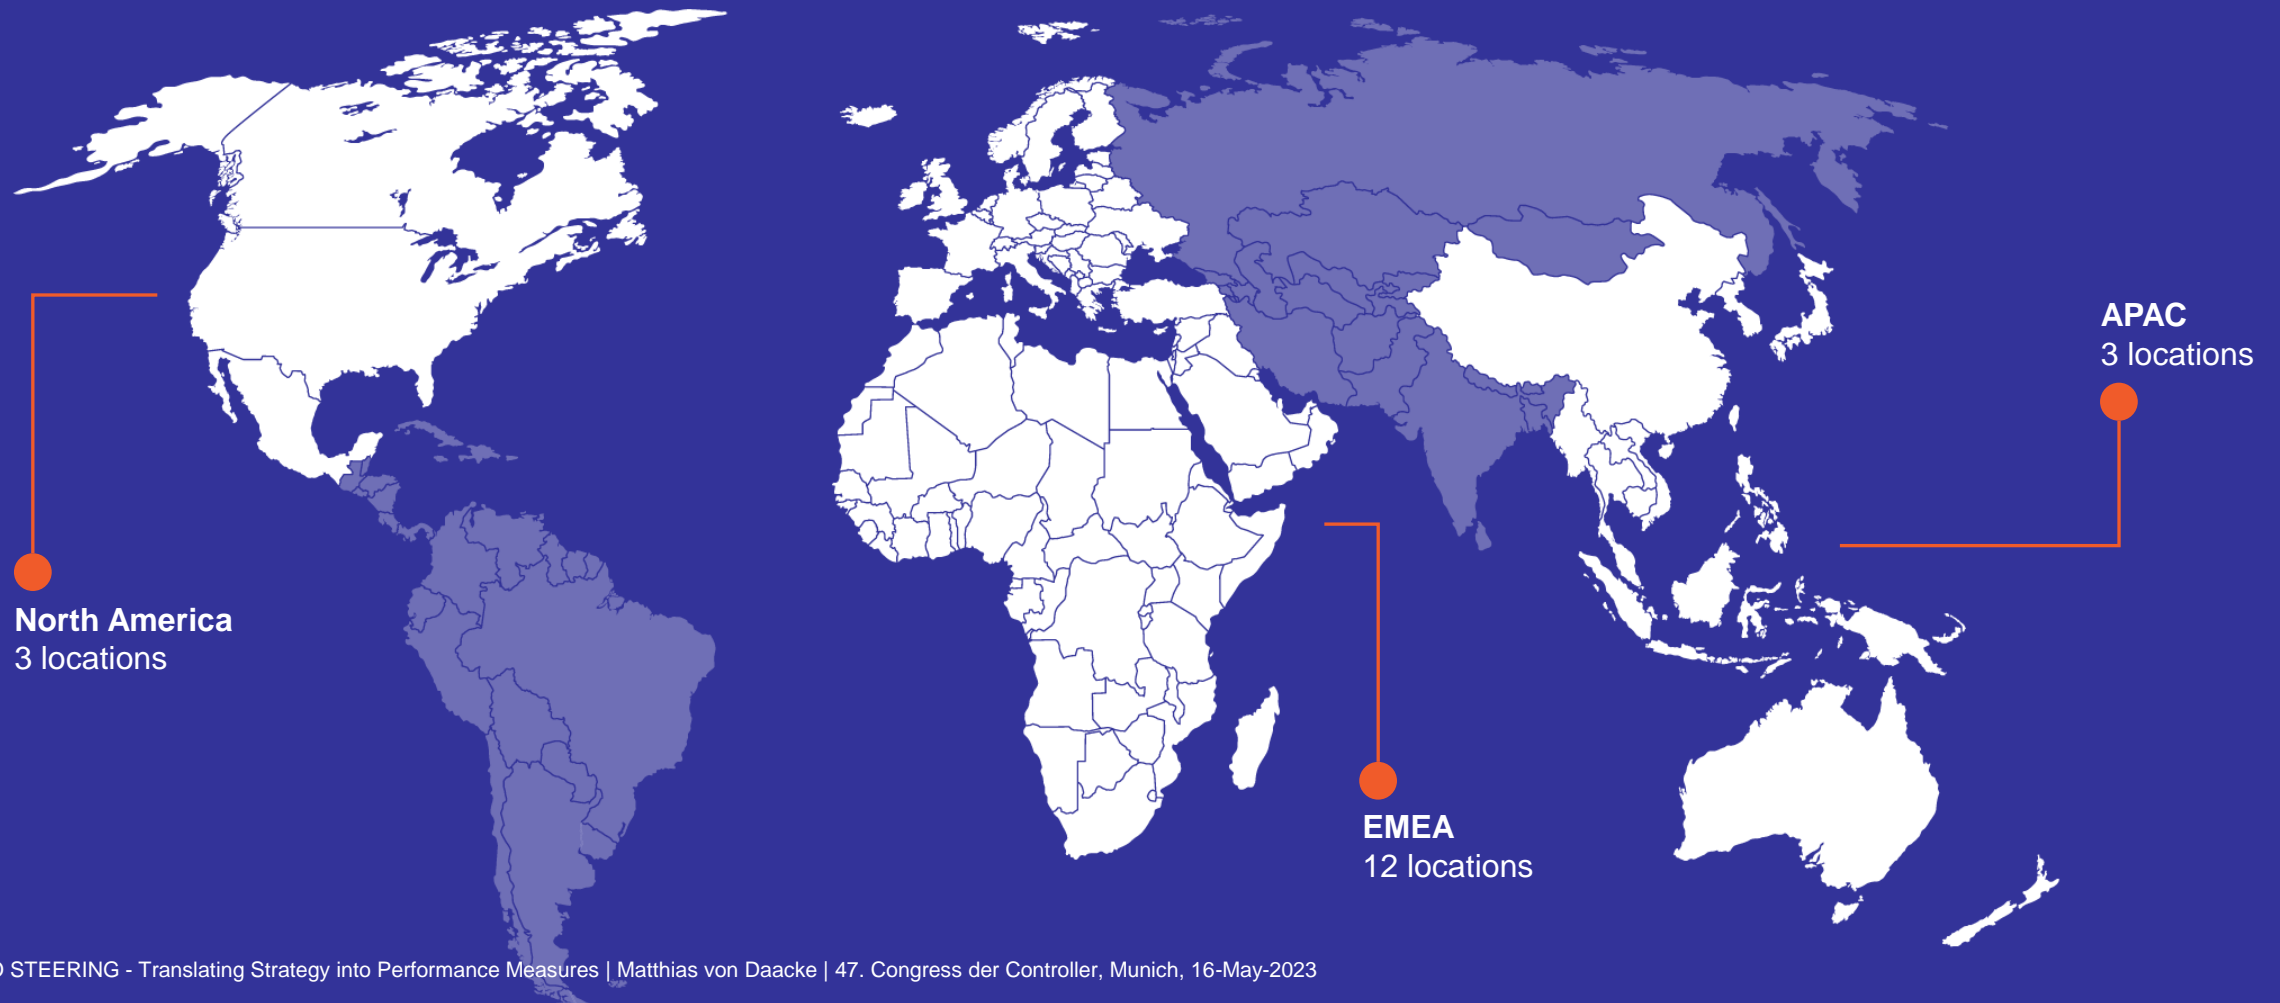 APAC
3 locations
North America
3 locations
EMEA
12 locations
STEERING - Translating Strategy into Performance Measures | Matthias von Daacke | 47. Congress der Controller, Munich, 16-May-2023